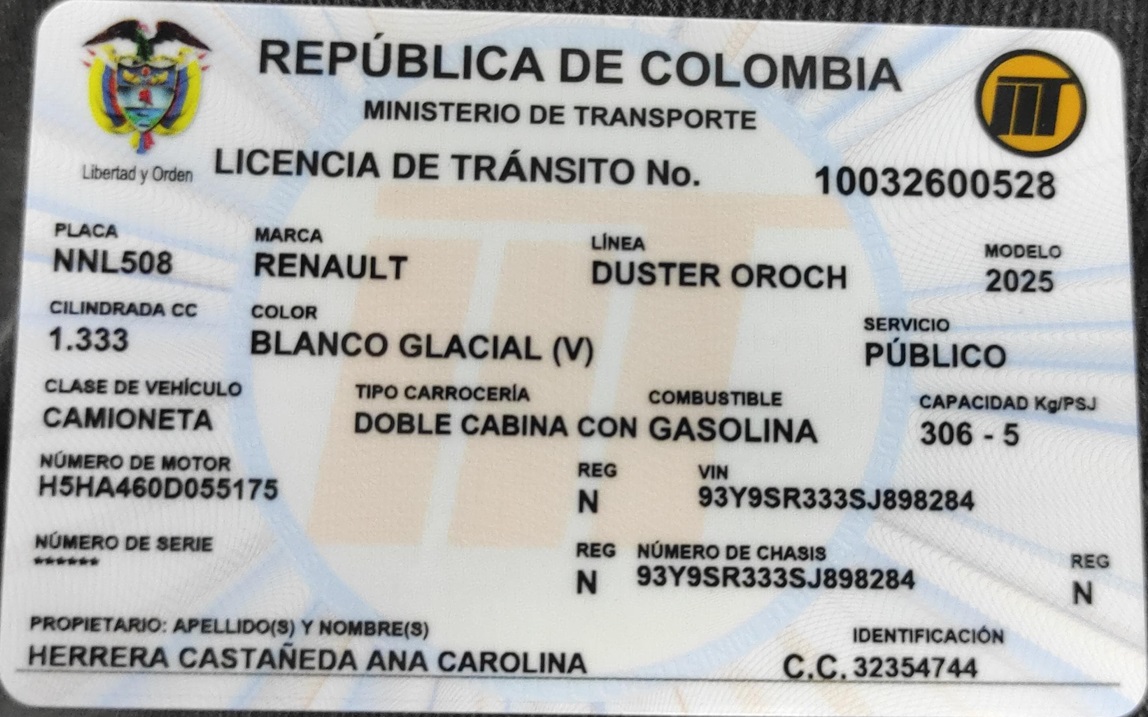 REPÚBLICA DE COLOMBIA
MINISTERIO DE TRANSPORTE
Libertad y Orden
LICENCIA DE TRÁNSITO No. 10032600528
PLACA MARCA LÍNEA MODELO
NNL508 RENAULT DUSTER OROCH 2025
CILINDRADA CC COLOR SERVICIO
1.333 BLANCO GLACIAL (V) PÚBLICO
CLASE DE VEHÍCULO TIPO CARROCERÍA COMBUSTIBLE CAPACIDAD Kg/PSJ
CAMIONETA DOBLE CABINA CON GASOLINA 306 - 5
NÚMERO DE MOTOR REG VIN
H5HA460D055175 N 93Y9SR333SJ898284
NÚMERO DE SERIE REG NÚMERO DE CHASIS REG
****** N 93Y9SR333SJ898284 N
PROPIETARIO: APELLIDO(S) Y NOMBRE(S) IDENTIFICACIÓN
HERRERA CASTAÑEDA ANA CAROLINA C.C. 32354744